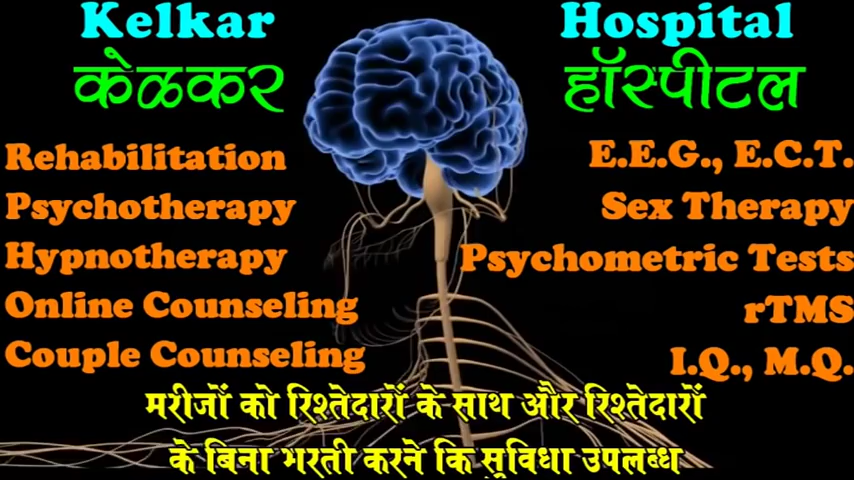 Kelkar Hospital
केळकर हॉस्पीटल
Rehabilitation
Psychotherapy
Hypnotherapy
Online Counseling
Couple Counseling
E.E.G., E.C.T.
Sex Therapy
Psychometric Tests
rTMS
I.Q., M.Q.
मरीजों को रिश्तेदारों के साथ और रिश्तेदारों
के बिना भरती करने कि सुविधा उपलब्ध